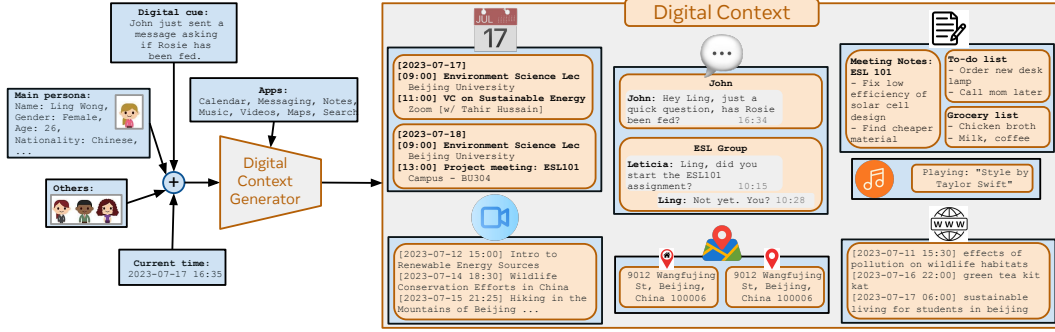 Digital cue:
John just sent a
message asking
if Rosie has
been fed.
Main persona:
Name: Ling Wong,
Gender: Female,
Age: 26,
Nationality: Chinese,
...
Apps:
Calendar, Messaging, Notes,
Music, Videos, Maps, Search
Others:
+
Current time:
2023-07-17 16:35
Digital
Context
Generator
Digital Context
JUL
17
[2023-07-17]
[09:00] Environment Science Lec
Beijing University
[11:00] VC on Sustainable Energy
Zoom [w/ Tahir Hussain]
[2023-07-18]
[09:00] Environment Science Lec
Beijing University
[13:00] Project meeting: ESL101
Campus - BU304
John
John: Hey Ling, just a
quick question, has Rosie
been fed? 16:34
ESL Group
Leticia: Ling, did you
start the ESL101
assignment? 10:15
Ling: Not yet. You? 10:28
Meeting Notes:
ESL 101
- Fix low
efficiency of
solar cell
design
- Find cheaper
material
To-do list
- Order new desk
lamp
- Call mom later
Grocery list
- Chicken broth
- Milk, coffee
Playing: "Style by
Taylor Swift"
[2023-07-12 15:00] Intro to
Renewable Energy Sources
[2023-07-14 18:30] Wildlife
Conservation Efforts in China
[2023-07-15 21:25] Hiking in the
Mountains of Beijing ...
9012 Wangfujing
St, Beijing,
China 100006
9012 Wangfujing
St, Beijing,
China 100006
WWW
[2023-07-11 15:30] effects of
pollution on wildlife habitats
[2023-07-16 22:00] green tea kit
kat
[2023-07-17 06:00] sustainable
living for students in beijing